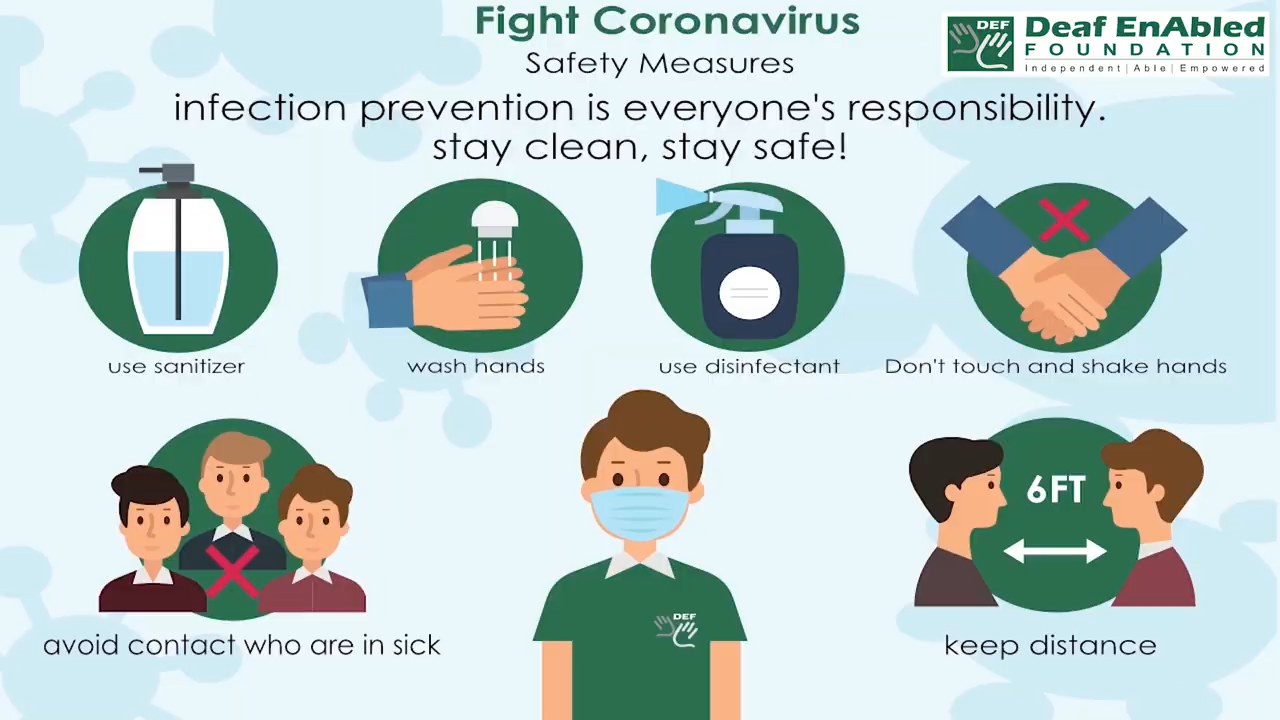 Fight Coronavirus
Safety Measures
DEF
Deaf EnAbled
FOUNDATION
Independent | Able | Empowered
infection prevention is everyone's responsibility.
stay clean, stay safe!
use sanitizer
wash hands
use disinfectant
Don't touch and shake hands
6FT
DEF
avoid contact who are in sick
keep distance